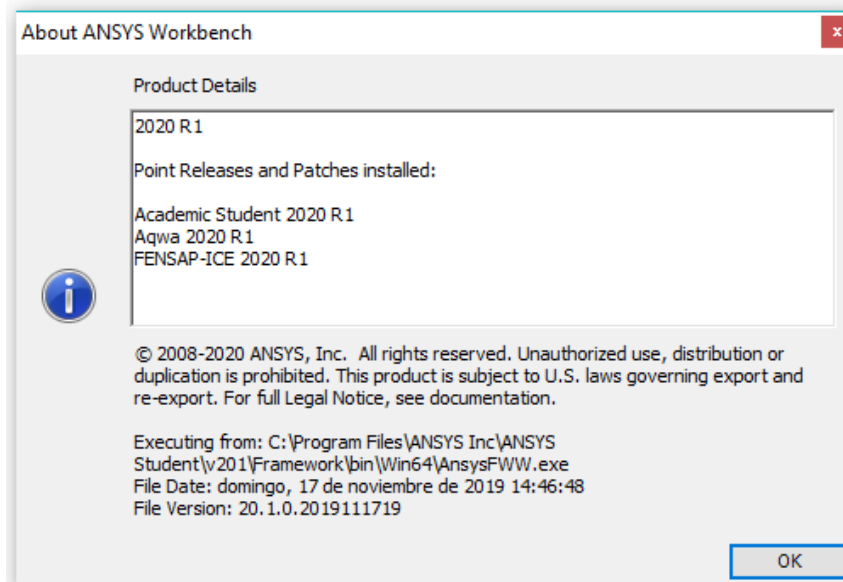 About ANSYS Workbench
x
Product Details
2020 R1
Point Releases and Patches installed:
Academic Student 2020 R1
Aqwa 2020 R1
FENSAP-ICE 2020 R1
© 2008-2020 ANSYS, Inc.  All rights reserved. Unauthorized use, distribution or
duplication is prohibited. This product is subject to U.S. laws governing export and
re-export. For full Legal Notice, see documentation.
Executing from: C:\Program Files\ANSYS Inc\ANSYS
Student\v201\Framework\bin\Win64\AnsysFWW.exe
File Date: domingo, 17 de noviembre de 2019 14:46:48
File Version: 20.1.0.2019111719
OK